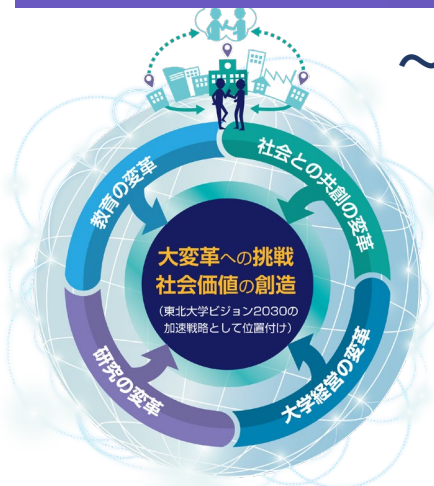 ～
教育の変革
社会との共創の変革
大変革への挑戦
社会価値の創造
(東北大学ビジョン2030の
加速戦略として位置付け)
研究の変革
大学経営の変革